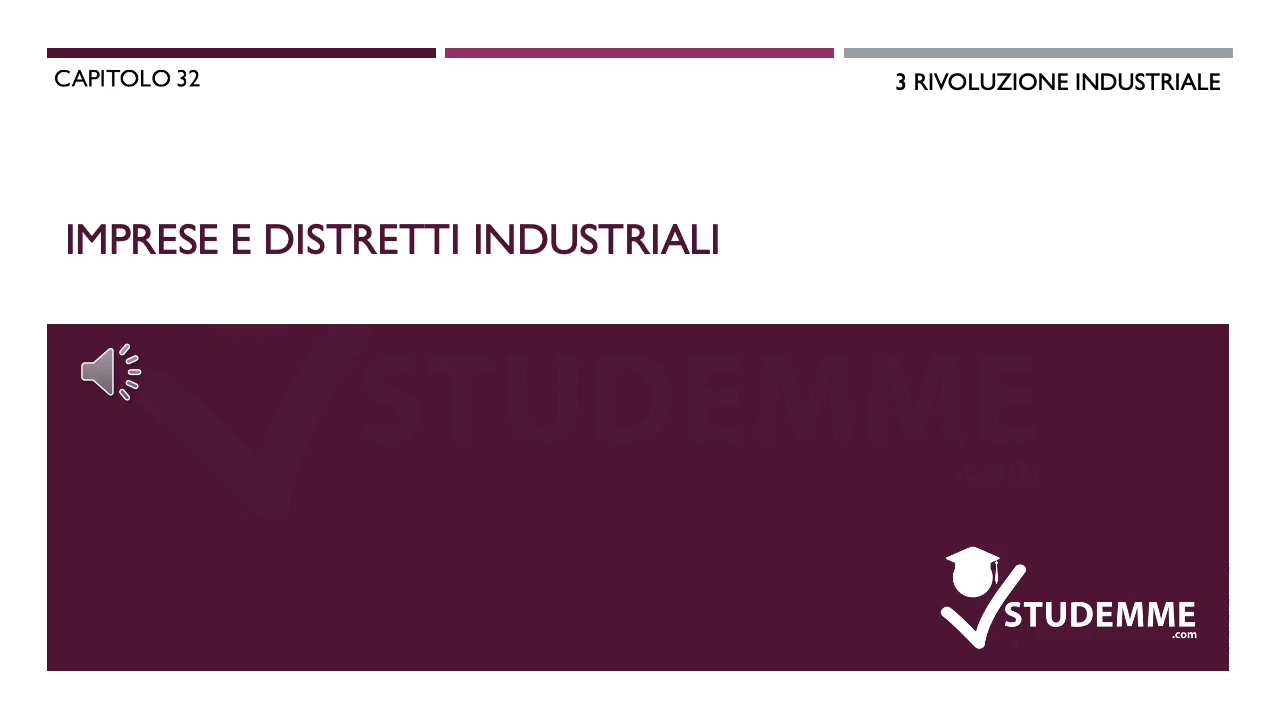 CAPITOLO 32
3 RIVOLUZIONE INDUSTRIALE
IMPRESE E DISTRETTI INDUSTRIALI
STUDEMME
.com
STUDEMME
.com